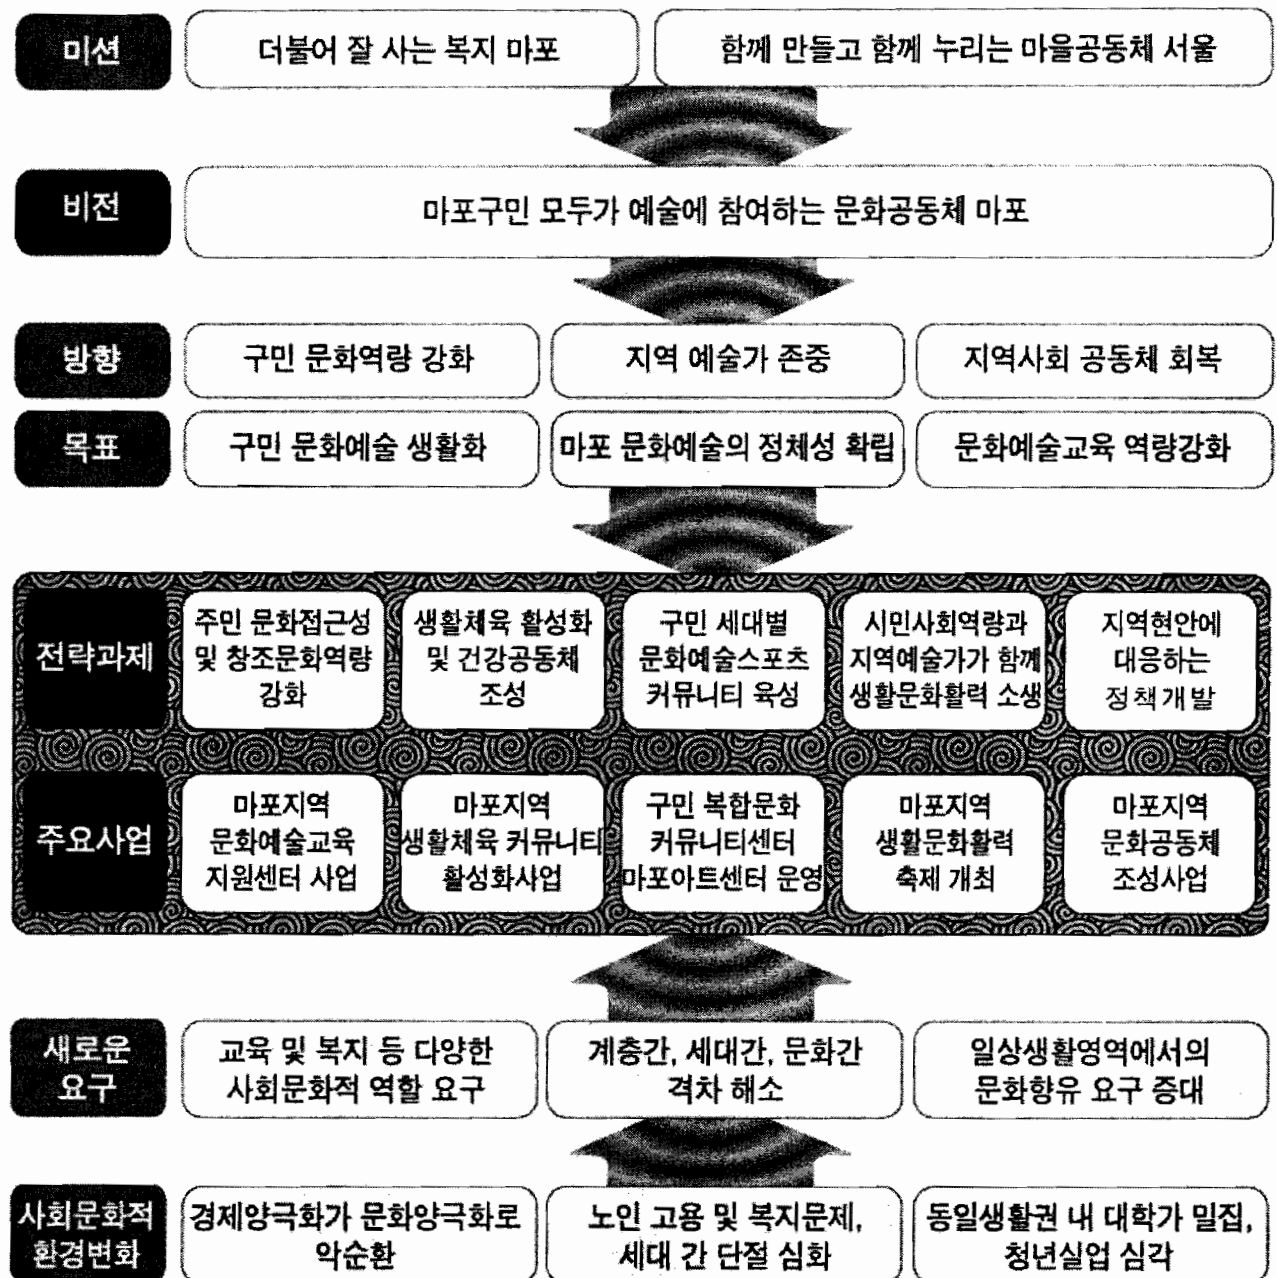 미션
더불어 잘 사는 복지 마포
함께 만들고 함께 누리는 마을공동체 서울
비전
마포구민 모두가 예술에 참여하는 문화공동체 마포
방향
구민 문화역량 강화
지역 예술가 존중
지역사회 공동체 회복
목표
구민 문화예술 생활화
마포 문화예술의 정체성 확립
문화예술교육 역량강화
전략과제
주민 문화접근성
및 창조문화역량
강화
생활체육 활성화
및 건강공동체
조성
구민 세대별
문화예술스포츠
커뮤니티 육성
시민사회역량과
지역예술가가 함께
생활문화활력 소생
지역현안에
대응하는
정책개발
주요사업
마포지역
문화예술교육
지원센터 사업
마포지역
생활체육 커뮤니티
활성화사업
구민 복합문화
커뮤니티센터
마포아트센터 운영
마포지역
생활문화활력
축제 개최
마포지역
문화공동체
조성사업
새로운
요구
교육 및 복지 등 다양한
사회문화적 역할 요구
계층간, 세대간, 문화간
격차 해소
일상생활영역에서의
문화향유 요구 증대
사회문화적
환경변화
경제양극화가 문화양극화로
악순환
노인 고용 및 복지문제,
세대 간 단절 심화
동일생활권 내 대학가 밀집,
청년실업 심각